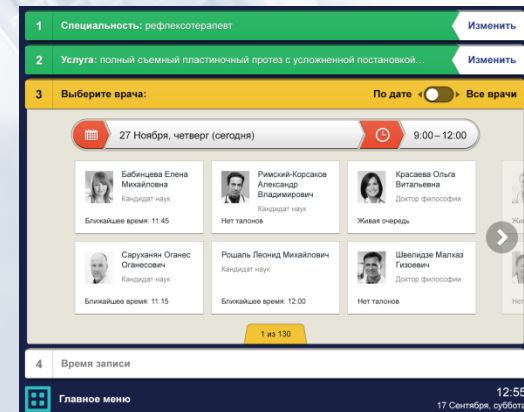 1 Специальность: рефлексотерапевт Изменить
2 Услуга: полный съемный пластиночный протез с усложненной постановкой... Изменить
3 Выберите врача: По дате Все врачи
27 Ноября, четверг (сегодня) 9:00–12:00
Бабинцева Елена
Михайловна
Кандидат наук
Ближайшее время: 11:45
Римский-Корсаков
Александр
Владимирович
Кандидат наук
Нет талонов
Красаева Ольга
Витальевна
Доктор философии
Живая очередь
Саруханян Оганес
Оганесович
Кандидат наук
Ближайшее время: 11:15
Рошаль Леонид Михайлович
Кандидат наук
Ближайшее время: 12:00
Швелидзе Малхаз
Гизоевич
Доктор философии
Нет талонов
1 из 130
4 Время записи
Главное меню
12:55
17 Сентября, суббота